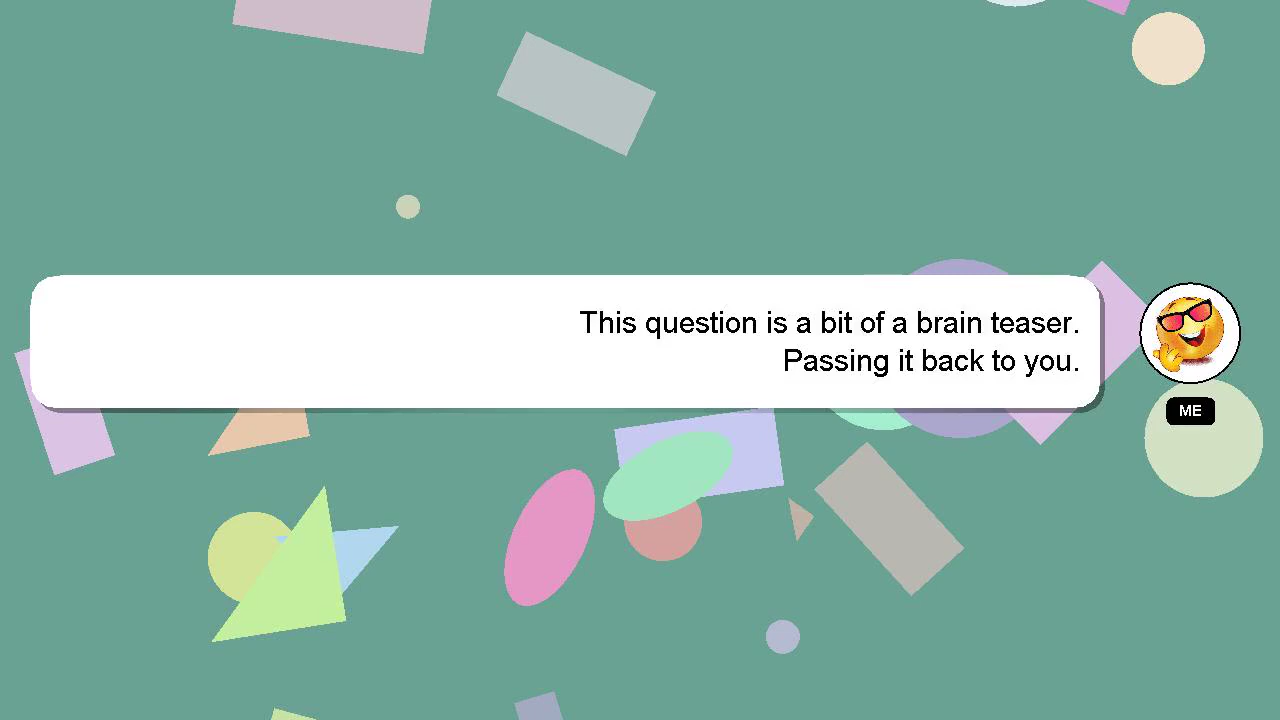 This question is a bit of a brain teaser.
Passing it back to you.
ME